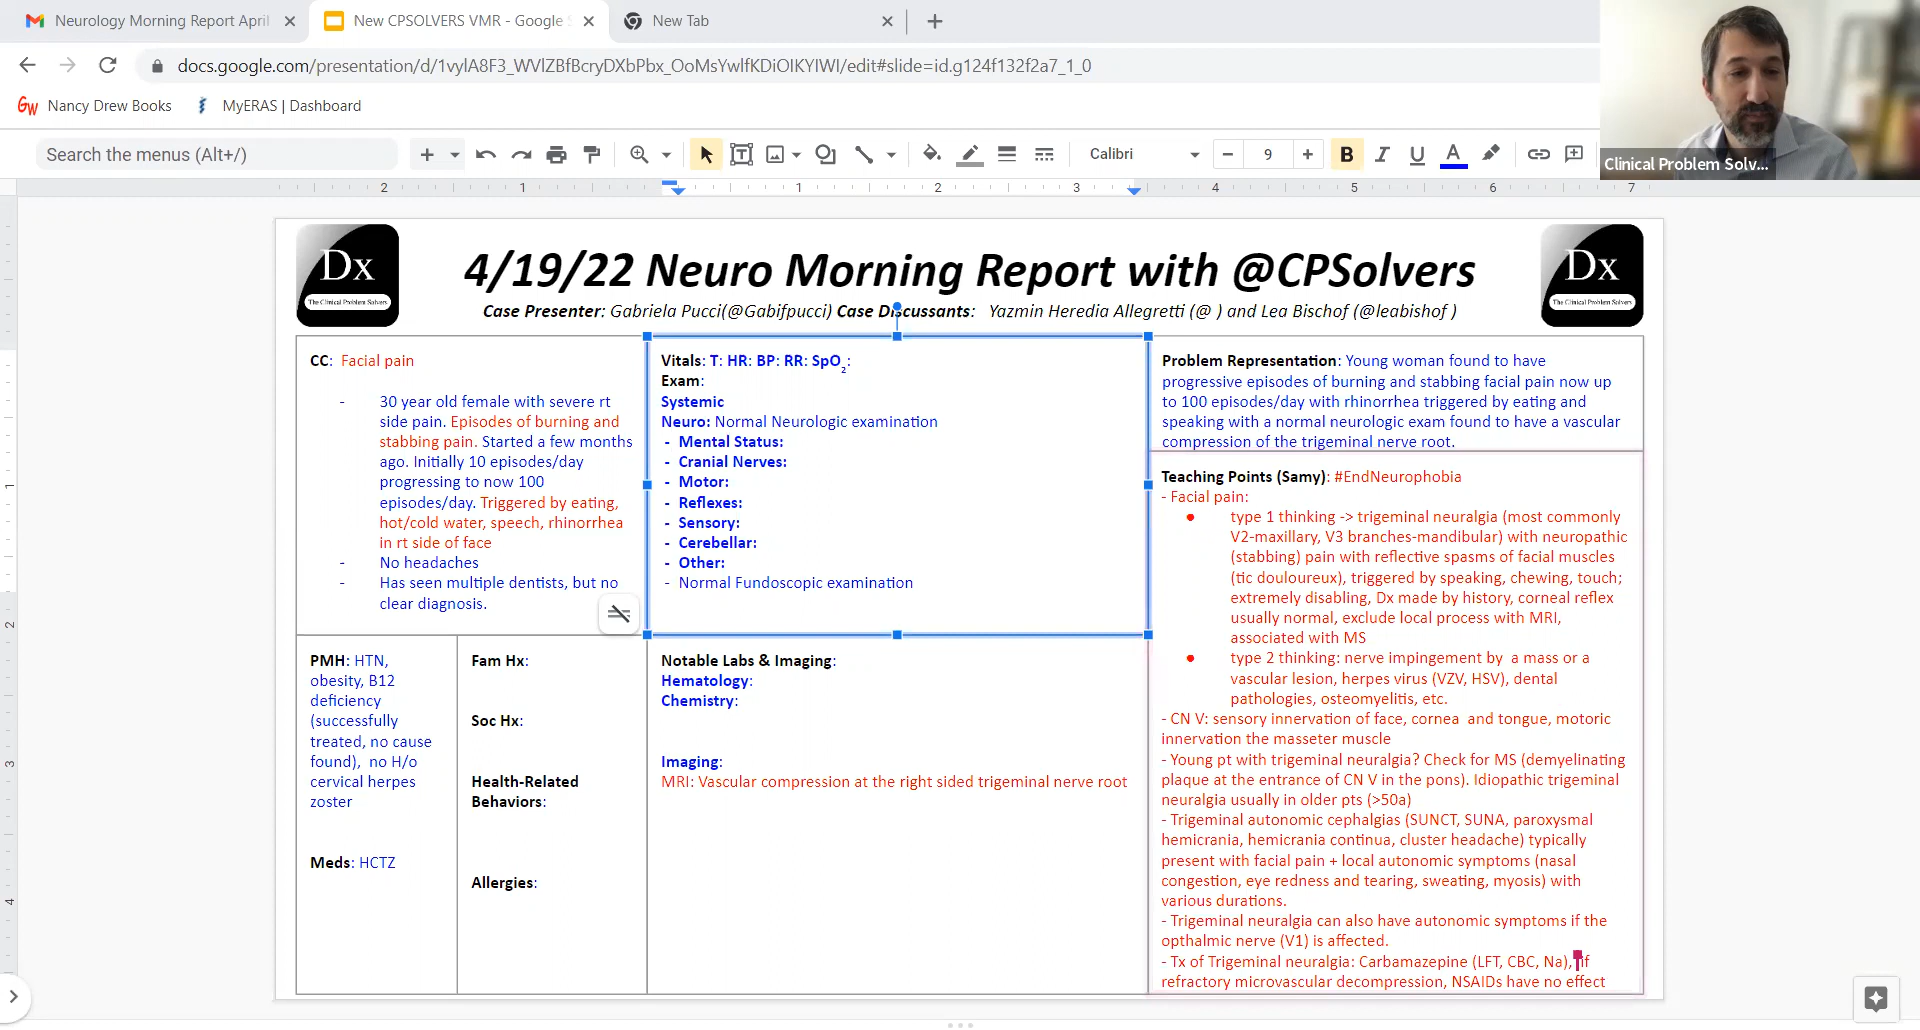 Neurology Morning Report April
New CPSOLVERS VMR - Google S
New Tab
docs.google.com/presentation/d/1vylA8F3_WVlZBfBcryDXbPbx_OoMsYwlfKDiOIKYIWI/edit#slide=id.g124f132f2a7_1_0
GW Nancy Drew Books
MyERAS | Dashboard
Search the menus (Alt+/)
Calibri
9
B I U A
Clinical Problem Solv...
2 1 1 2 3 4 5 6 7
Dx
The Clinical Problem Solvers
4/19/22 Neuro Morning Report with @CPSolvers
Case Presenter: Gabriela Pucci(@Gabifpucci) Case Discussants: Yazmin Heredia Allegretti (@ ) and Lea Bischof (@leabishof )
Dx
The Clinical Problem Solvers
CC: Facial pain
- 30 year old female with severe rt
side pain. Episodes of burning and
stabbing pain. Started a few months
ago. Initially 10 episodes/day
progressing to now 100
episodes/day. Triggered by eating,
hot/cold water, speech, rhinorrhea
in rt side of face
- No headaches
- Has seen multiple dentists, but no
clear diagnosis.
Vitals: T: HR: BP: RR: SpO2:
Exam:
Systemic
Neuro: Normal Neurologic examination
- Mental Status:
- Cranial Nerves:
- Motor:
- Reflexes:
- Sensory:
- Cerebellar:
- Other:
- Normal Fundoscopic examination
Problem Representation: Young woman found to have
progressive episodes of burning and stabbing facial pain now up
to 100 episodes/day with rhinorrhea triggered by eating and
speaking with a normal neurologic exam found to have a vascular
compression of the trigeminal nerve root.
Teaching Points (Samy): #EndNeurophobia
- Facial pain:
● type 1 thinking -> trigeminal neuralgia (most commonly
V2-maxillary, V3 branches-mandibular) with neuropathic
(stabbing) pain with reflective spasms of facial muscles
(tic douloureux), triggered by speaking, chewing, touch;
extremely disabling, Dx made by history, corneal reflex
usually normal, exclude local process with MRI,
associated with MS
● type 2 thinking: nerve impingement by a mass or a
vascular lesion, herpes virus (VZV, HSV), dental
pathologies, osteomyelitis, etc.
- CN V: sensory innervation of face, cornea and tongue, motoric
innervation the masseter muscle
- Young pt with trigeminal neuralgia? Check for MS (demyelinating
plaque at the entrance of CN V in the pons). Idiopathic trigeminal
neuralgia usually in older pts (>50a)
- Trigeminal autonomic cephalgias (SUNCT, SUNA, paroxysmal
hemicrania, hemicrania continua, cluster headache) typically
present with facial pain + local autonomic symptoms (nasal
congestion, eye redness and tearing, sweating, myosis) with
various durations.
- Trigeminal neuralgia can also have autonomic symptoms if the
opthalmic nerve (V1) is affected.
- Tx of Trigeminal neuralgia: Carbamazepine (LFT, CBC, Na), if
refractory microvascular decompression, NSAIDs have no effect
PMH: HTN,
obesity, B12
deficiency
(successfully
treated, no cause
found), no H/o
cervical herpes
zoster
Meds: HCTZ
Fam Hx:
Soc Hx:
Health-Related
Behaviors:
Allergies:
Notable Labs & Imaging:
Hematology:
Chemistry:
Imaging:
MRI: Vascular compression at the right sided trigeminal nerve root
1
2
3
4